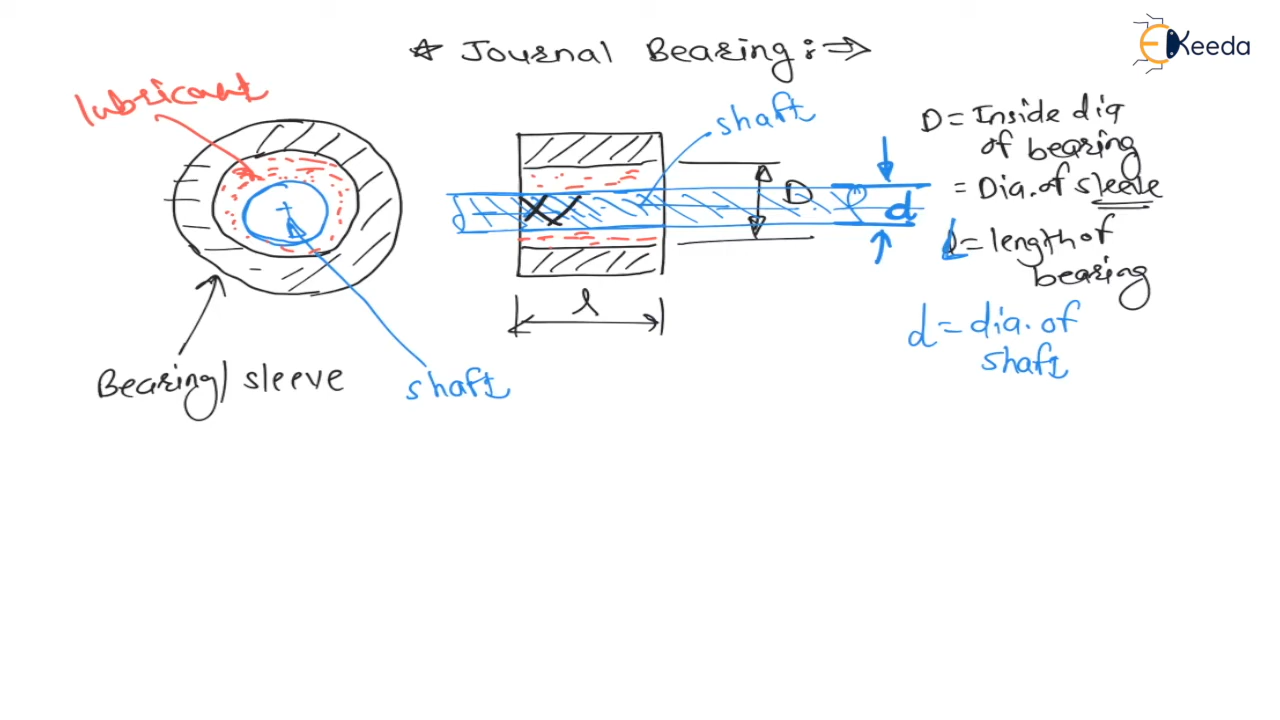 ☆ Journal Bearing :⇒
EKeeda
lubricant
shaft
D = Inside dia
of bearing
= Dia. of sleeve
D
d
l = length of
bearing
l
d = dia. of
shaft
Bearing/sleeve
shaft